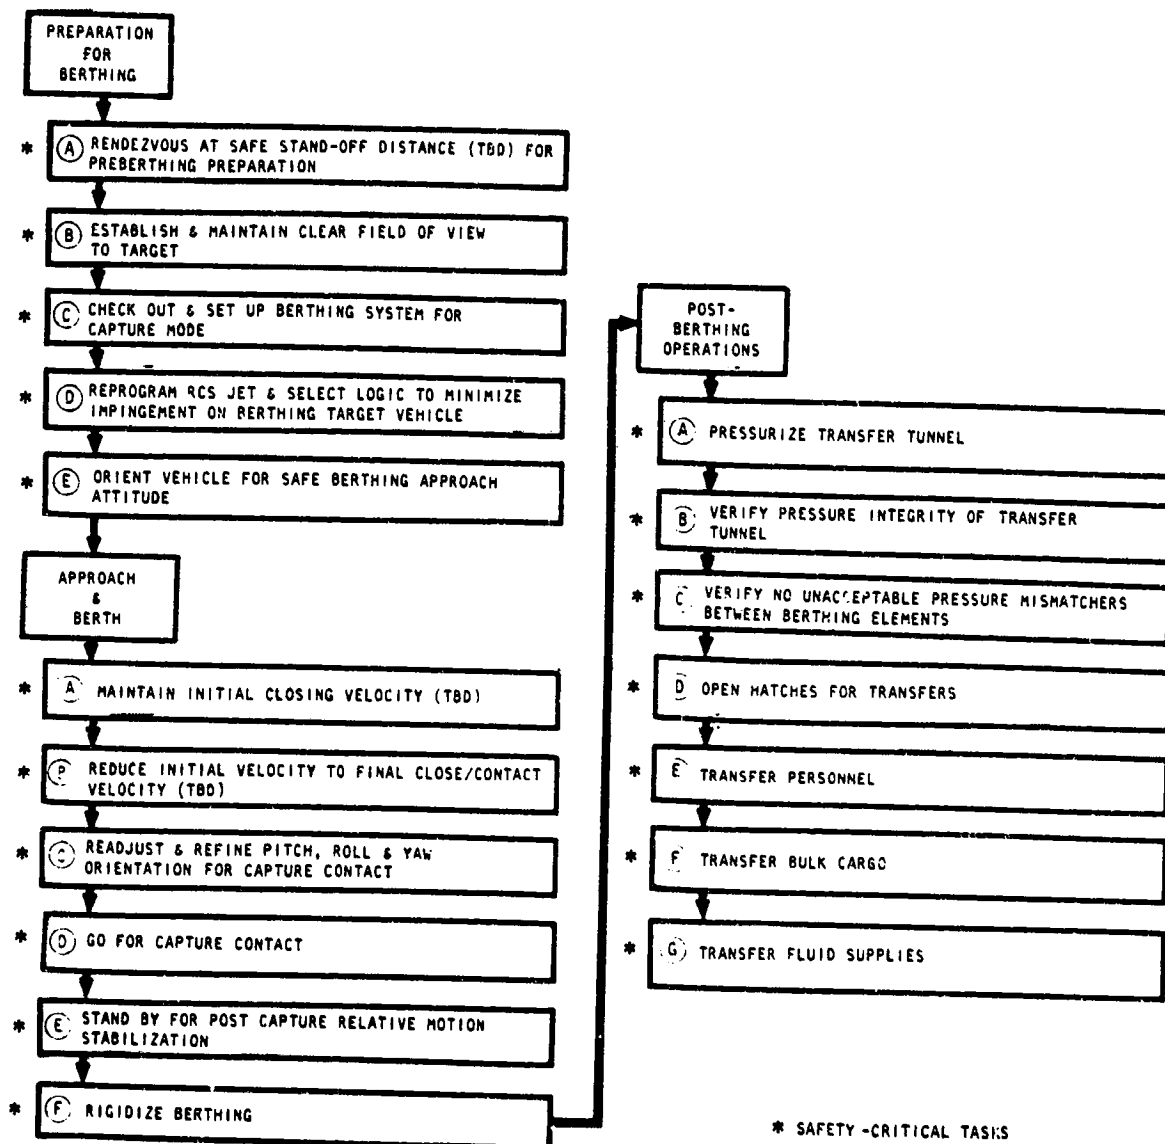 PREPARATION
FOR
BERTHING
* A RENDEZVOUS AT SAFE STAND-OFF DISTANCE (TBD) FOR
PREBERTHING PREPARATION
* B ESTABLISH & MAINTAIN CLEAR FIELD OF VIEW
TO TARGET
* C CHECK OUT & SET UP BERTHING SYSTEM FOR
CAPTURE MODE
* D REPROGRAM RCS JET & SELECT LOGIC TO MINIMIZE
IMPINGEMENT ON BERTHING TARGET VEHICLE
* E ORIENT VEHICLE FOR SAFE BERTHING APPROACH
ATTITUDE
APPROACH
&
BERTH
* A MAINTAIN INITIAL CLOSING VELOCITY (TBD)
* B REDUCE INITIAL VELOCITY TO FINAL CLOSE/CONTACT
VELOCITY (TBD)
* C READJUST & REFINE PITCH, ROLL & YAW
ORIENTATION FOR CAPTURE CONTACT
* D GO FOR CAPTURE CONTACT
* E STAND BY FOR POST CAPTURE RELATIVE MOTION
STABILIZATION
* F RIGIDIZE BERTHING
POST-
BERTHING
OPERATIONS
* A PRESSURIZE TRANSFER TUNNEL
* B VERIFY PRESSURE INTEGRITY OF TRANSFER
TUNNEL
* C VERIFY NO UNACCEPTABLE PRESSURE MISMATCHERS
BETWEEN BERTHING ELEMENTS
* D OPEN HATCHES FOR TRANSFERS
* E TRANSFER PERSONNEL
* F TRANSFER BULK CARGO
* G TRANSFER FLUID SUPPLIES
* SAFETY-CRITICAL TASKS